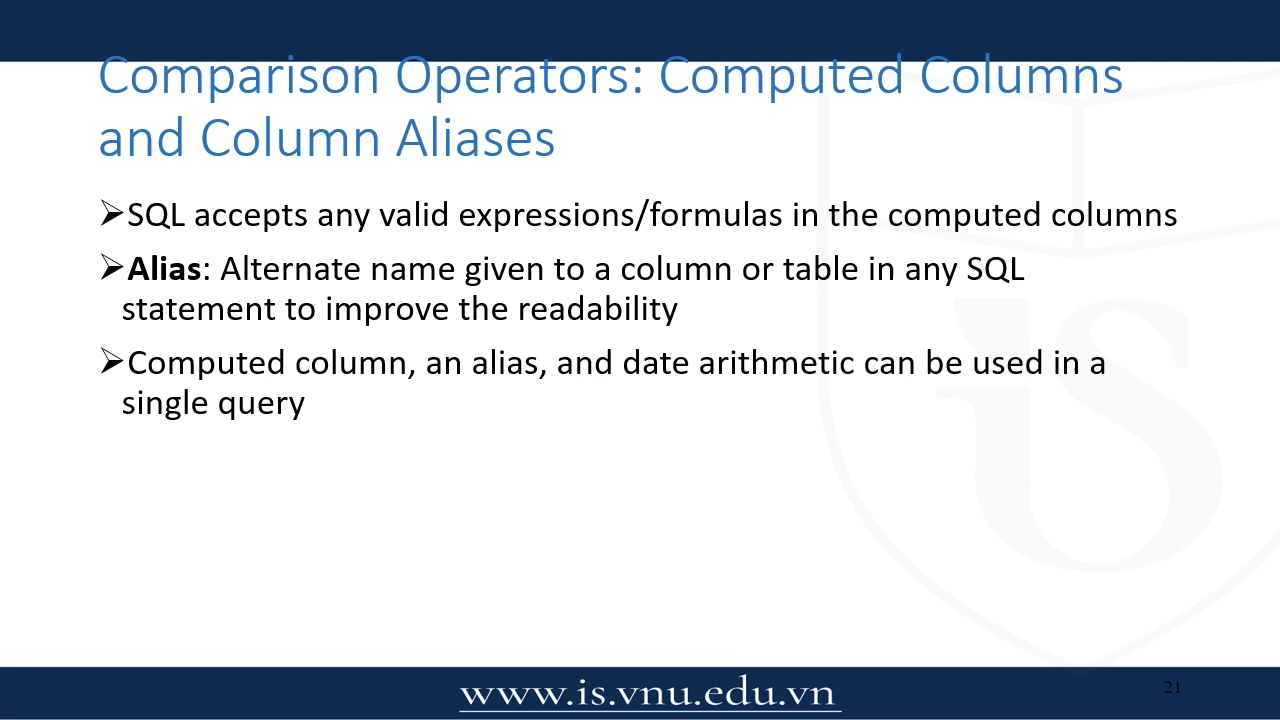 Comparison Operators: Computed Columns
and Column Aliases
➢SQL accepts any valid expressions/formulas in the computed columns
➢Alias: Alternate name given to a column or table in any SQL
statement to improve the readability
➢Computed column, an alias, and date arithmetic can be used in a
single query
is
www.is.vnu.edu.vn
21